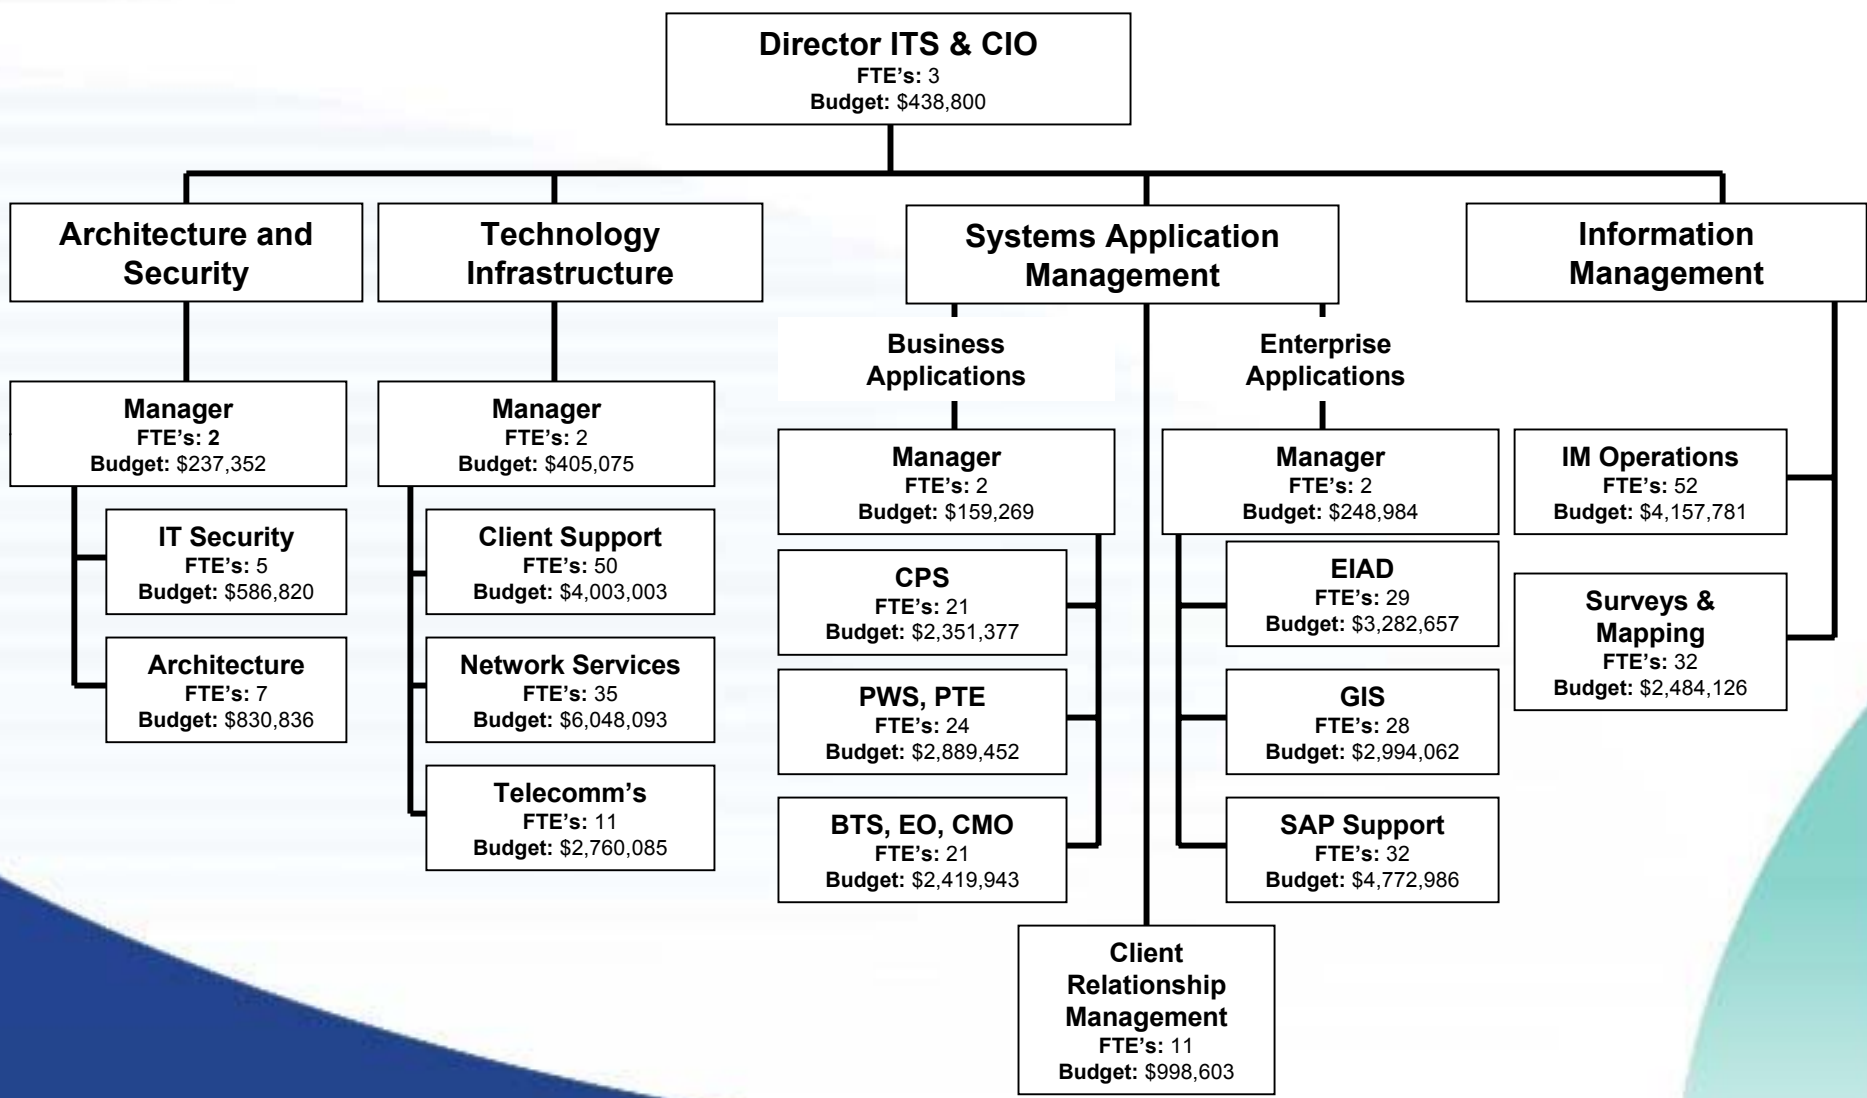 Director ITS & CIO
FTE’s: 3
Budget: $438,800
Architecture and
Security
Technology
Infrastructure
Systems Application
Management
Information
Management
Manager
FTE’s: 2
Budget: $237,352
IT Security
FTE’s: 5
Budget: $586,820
Architecture
FTE’s: 7
Budget: $830,836
Manager
FTE’s: 2
Budget: $405,075
Client Support
FTE’s: 50
Budget: $4,003,003
Network Services
FTE’s: 35
Budget: $6,048,093
Telecomm’s
FTE’s: 11
Budget: $2,760,085
Business
Applications
Manager
FTE’s: 2
Budget: $159,269
CPS
FTE’s: 21
Budget: $2,351,377
PWS, PTE
FTE’s: 24
Budget: $2,889,452
BTS, EO, CMO
FTE’s: 21
Budget: $2,419,943
Enterprise
Applications
Manager
FTE’s: 2
Budget: $248,984
EIAD
FTE’s: 29
Budget: $3,282,657
GIS
FTE’s: 28
Budget: $2,994,062
SAP Support
FTE’s: 32
Budget: $4,772,986
Client
Relationship
Management
FTE’s: 11
Budget: $998,603
IM Operations
FTE’s: 52
Budget: $4,157,781
Surveys &
Mapping
FTE’s: 32
Budget: $2,484,126